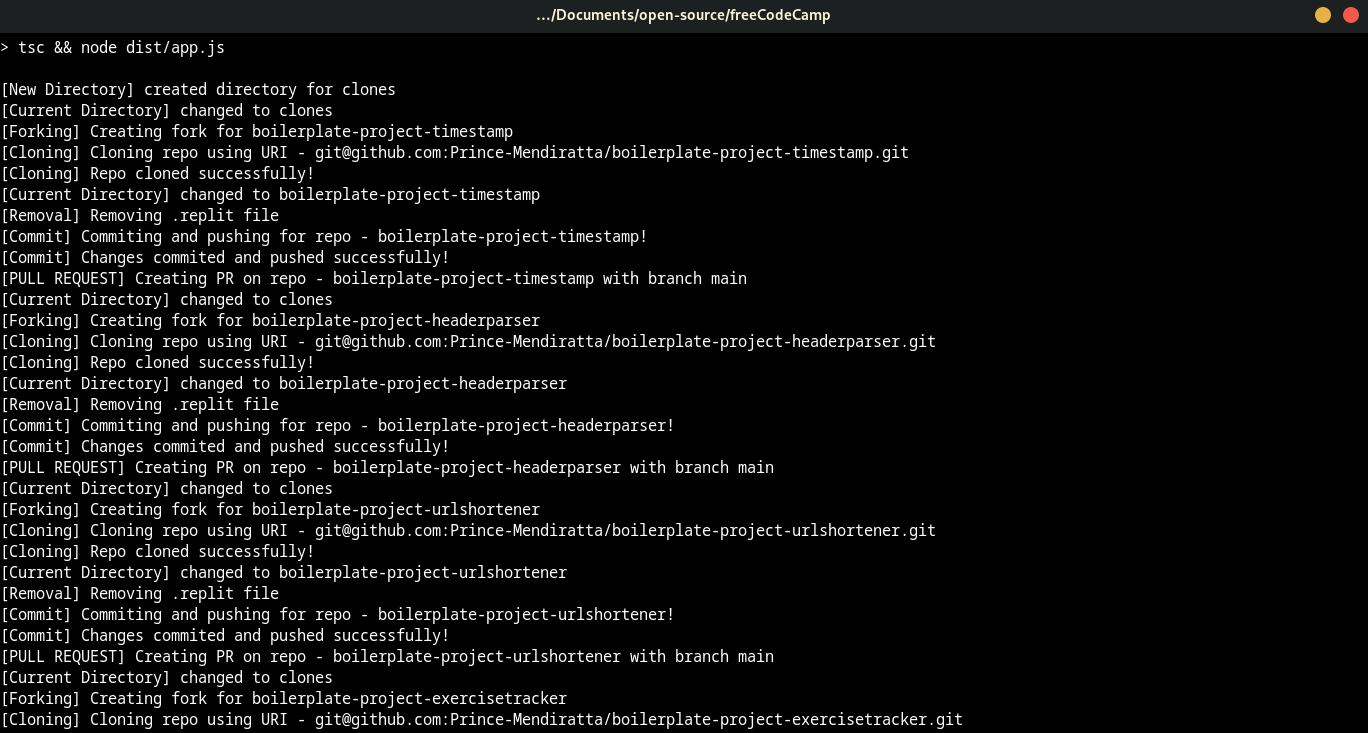 .../Documents/open-source/freeCodeCamp
> tsc && node dist/app.js
[New Directory] created directory for clones
[Current Directory] changed to clones
[Forking] Creating fork for boilerplate-project-timestamp
[Cloning] Cloning repo using URI - git@github.com:Prince-Mendiratta/boilerplate-project-timestamp.git
[Cloning] Repo cloned successfully!
[Current Directory] changed to boilerplate-project-timestamp
[Removal] Removing .replit file
[Commit] Commiting and pushing for repo - boilerplate-project-timestamp!
[Commit] Changes commited and pushed successfully!
[PULL REQUEST] Creating PR on repo - boilerplate-project-timestamp with branch main
[Current Directory] changed to clones
[Forking] Creating fork for boilerplate-project-headerparser
[Cloning] Cloning repo using URI - git@github.com:Prince-Mendiratta/boilerplate-project-headerparser.git
[Cloning] Repo cloned successfully!
[Current Directory] changed to boilerplate-project-headerparser
[Removal] Removing .replit file
[Commit] Commiting and pushing for repo - boilerplate-project-headerparser!
[Commit] Changes commited and pushed successfully!
[PULL REQUEST] Creating PR on repo - boilerplate-project-headerparser with branch main
[Current Directory] changed to clones
[Forking] Creating fork for boilerplate-project-urlshortener
[Cloning] Cloning repo using URI - git@github.com:Prince-Mendiratta/boilerplate-project-urlshortener.git
[Cloning] Repo cloned successfully!
[Current Directory] changed to boilerplate-project-urlshortener
[Removal] Removing .replit file
[Commit] Commiting and pushing for repo - boilerplate-project-urlshortener!
[Commit] Changes commited and pushed successfully!
[PULL REQUEST] Creating PR on repo - boilerplate-project-urlshortener with branch main
[Current Directory] changed to clones
[Forking] Creating fork for boilerplate-project-exercisetracker
[Cloning] Cloning repo using URI - git@github.com:Prince-Mendiratta/boilerplate-project-exercisetracker.git